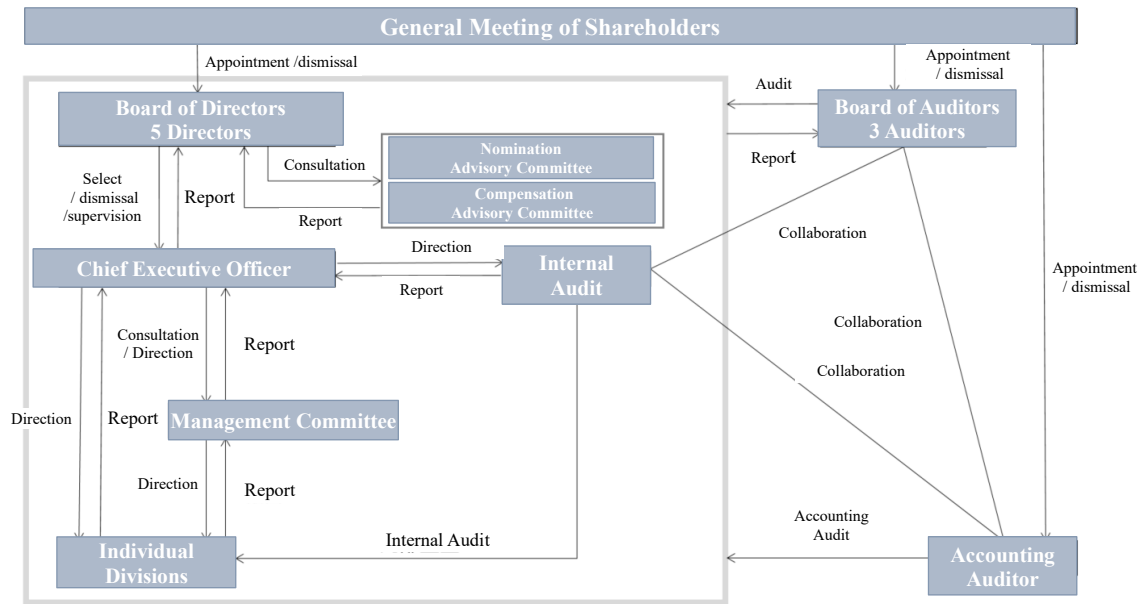 General Meeting of Shareholders
Appointment /dismissal
Appointment
/ dismissal
Board of Directors
5 Directors
Audit
Board of Auditors
3 Auditors
Report
Nomination
Advisory Committee
Compensation
Advisory Committee
Consultation
Report
Select
/ dismissal
/supervision
Report
Collaboration
Chief Executive Officer
Direction
Report
Internal
Audit
Appointment
/ dismissal
Consultation
/ Direction
Report
Collaboration
Collaboration
Direction
Report
Management Committee
Direction
Report
Accounting
Audit
Internal Audit
Individual
Divisions
Accounting
Auditor